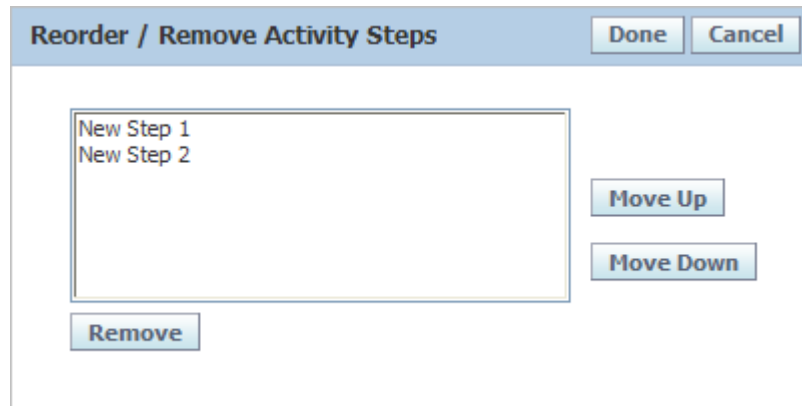 Reorder / Remove Activity Steps Done Cancel
New Step 1
New Step 2
Move Up
Move Down
Remove